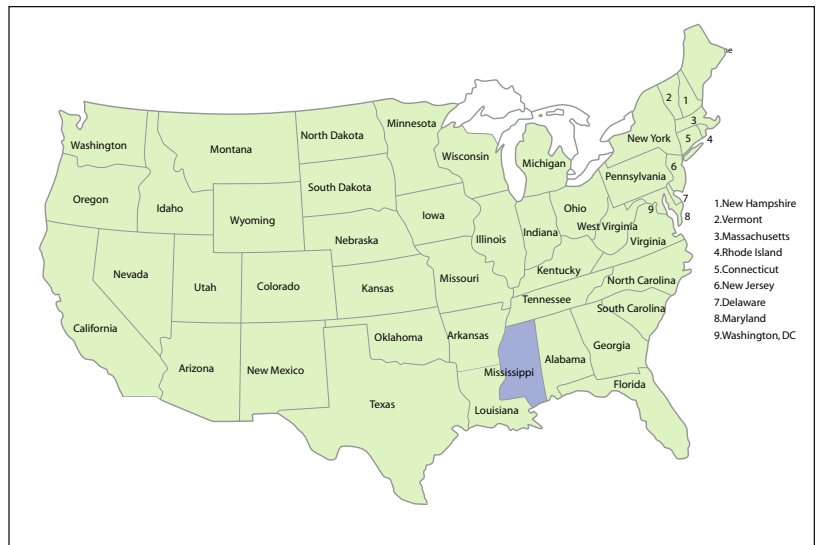 Washington
Oregon
California
Idaho
Nevada
Montana
Wyoming
Utah
Arizona
Colorado
New Mexico
North Dakota
South Dakota
Nebraska
Kansas
Oklahoma
Texas
Minnesota
Iowa
Missouri
Arkansas
Louisiana
Wisconsin
Illinois
Michigan
Indiana
Ohio
Kentucky
Tennessee
Mississippi
Alabama
Georgia
Florida
South Carolina
North Carolina
Virginia
West Virginia
Pennsylvania
New York
ne
2
1
3
5
4
6
7
8
9
1.New Hampshire
2.Vermont
3.Massachusetts
4.Rhode Island
5.Connecticut
6.New Jersey
7.Delaware
8.Maryland
9.Washington, DC